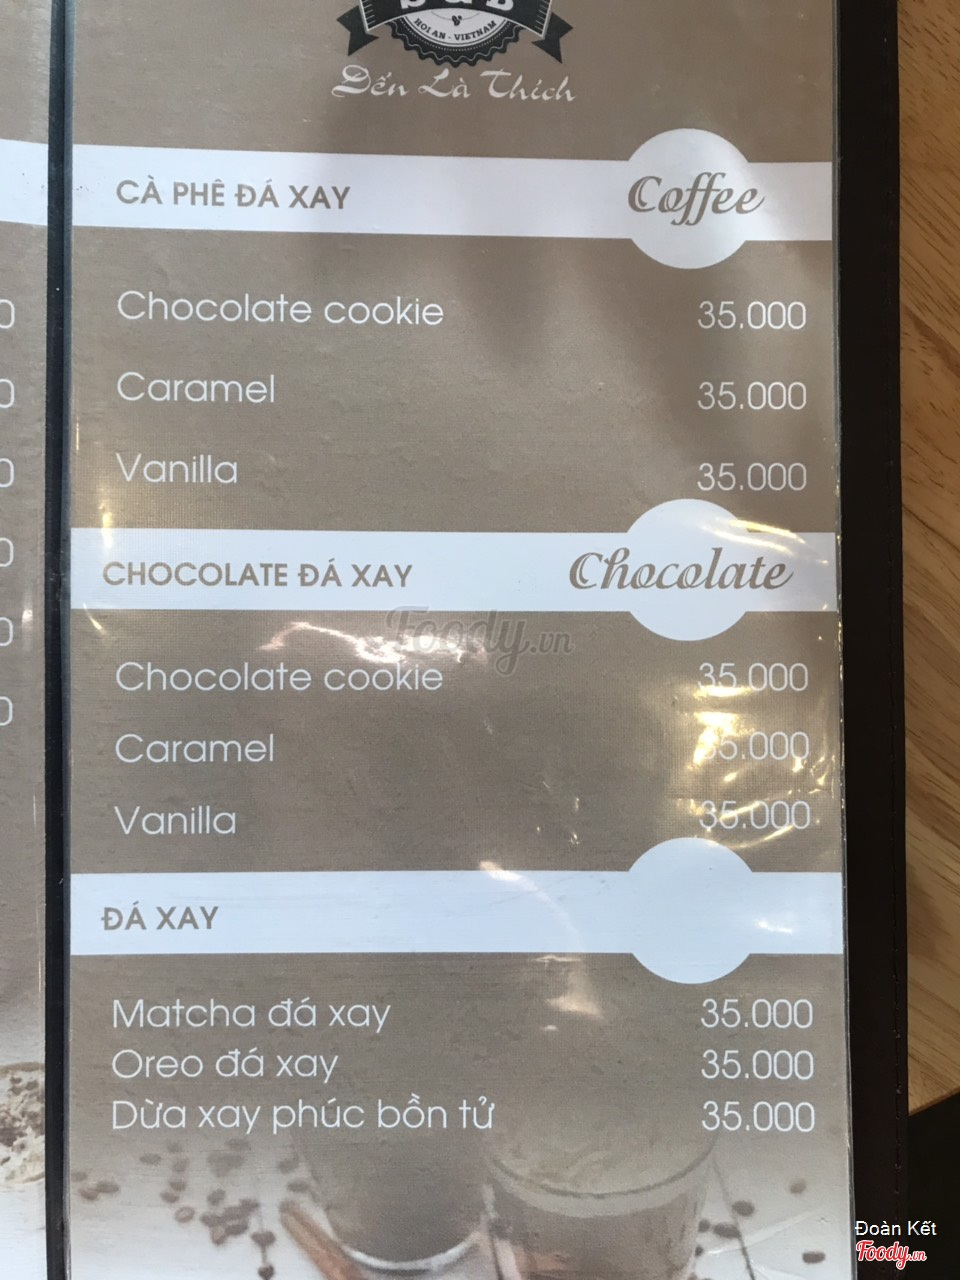 HOI AN - VIETNAM
Đến Là Thích
CÀ PHÊ ĐÁ XAY Coffee
Chocolate cookie 35.000
Caramel 35.000
Vanilla 35.000
CHOCOLATE ĐÁ XAY Chocolate
Foody.vn
Chocolate cookie 35.000
Caramel 35.000
Vanilla 35.000
ĐÁ XAY
Matcha đá xay 35.000
Oreo đá xay 35.000
Dừa xay phúc bồn tử 35.000
Đoàn Kết
Foody.vn